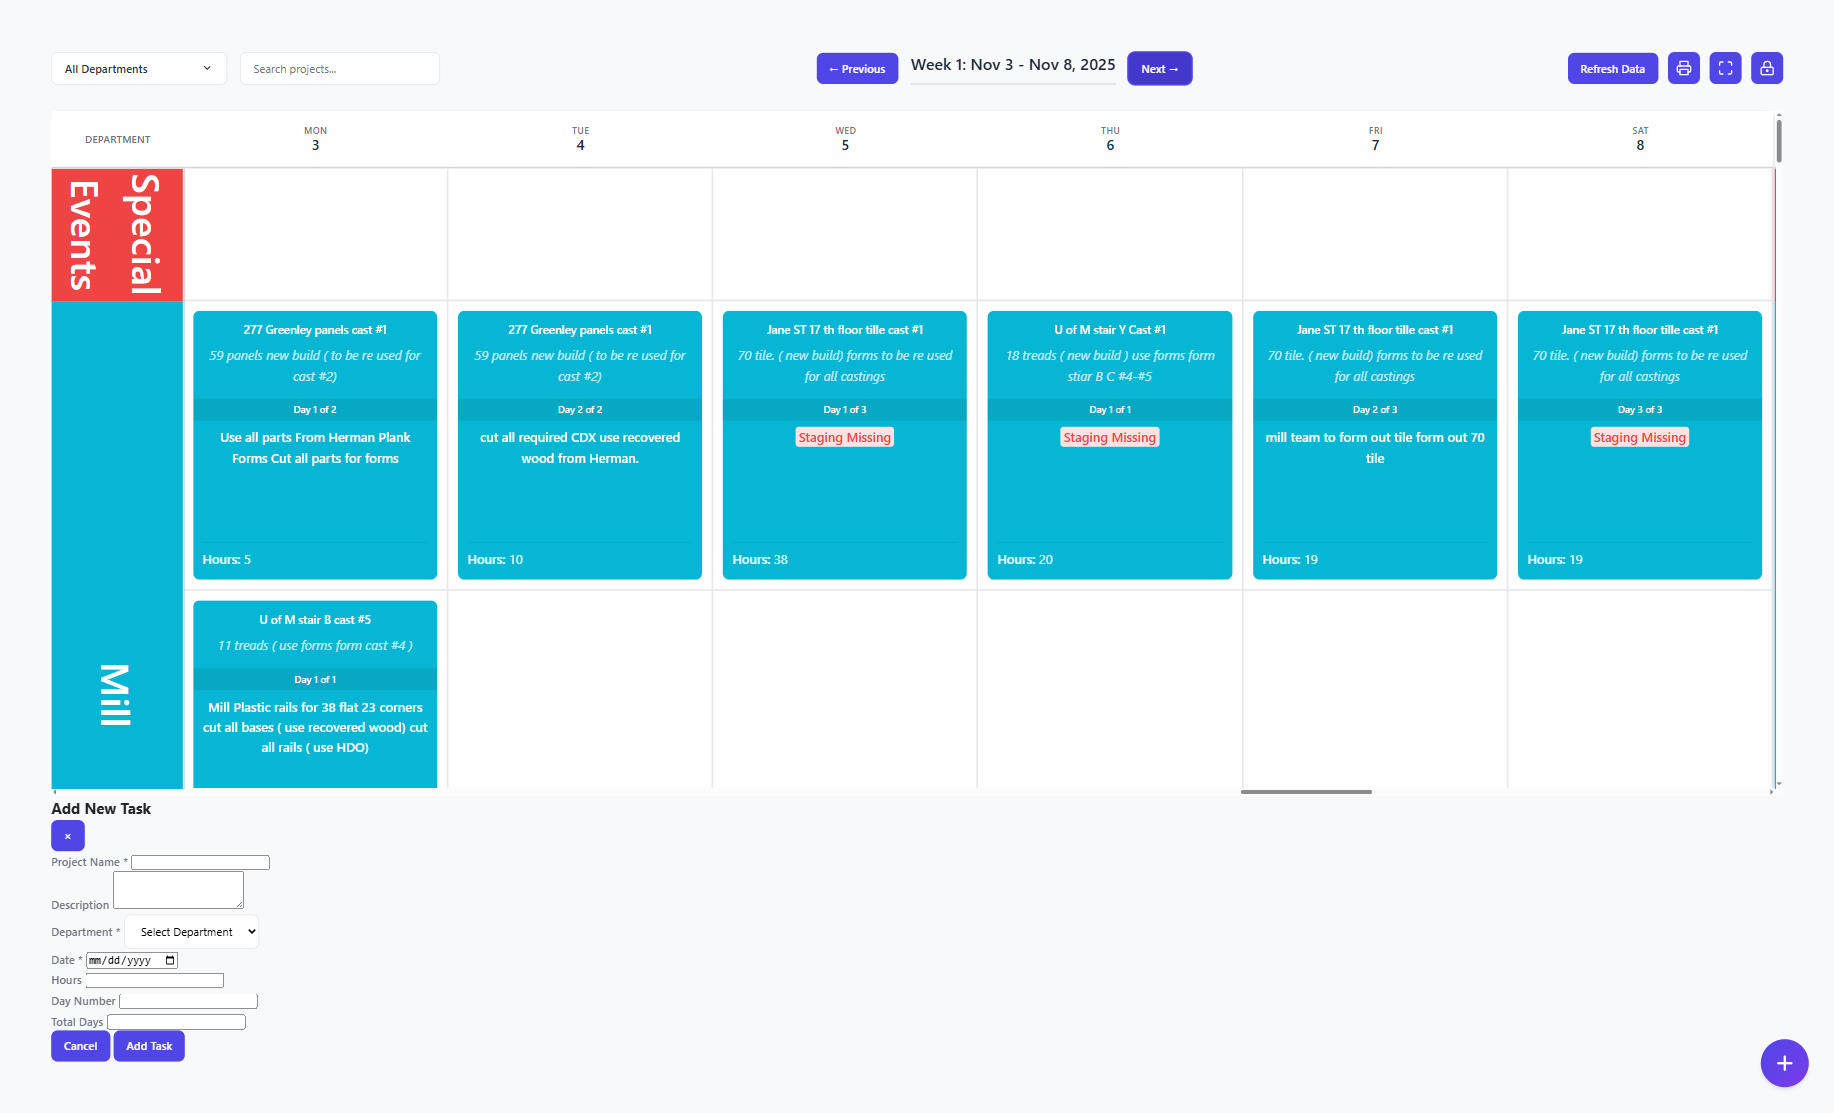 All Departments
Search projects...
← Previous
Week 1: Nov 3 - Nov 8, 2025
Next →
Refresh Data
DEPARTMENT
MON
3
TUE
4
WED
5
THU
6
FRI
7
SAT
8
Special
Events
Mill
277 Greenley panels cast #1
59 panels new build ( to be re used for
cast #2)
Day 1 of 2
Use all parts From Herman Plank
Forms Cut all parts for forms
Hours: 5
277 Greenley panels cast #1
59 panels new build ( to be re used for
cast #2)
Day 2 of 2
cut all required CDX use recovered
wood from Herman.
Hours: 10
Jane ST 17 th floor tille cast #1
70 tile. ( new build) forms to be re used
for all castings
Day 1 of 3
Staging Missing
Hours: 38
U of M stair Y Cast #1
18 treads ( new build ) use forms form
stiar B C #4-#5
Day 1 of 1
Staging Missing
Hours: 20
Jane ST 17 th floor tille cast #1
70 tile. ( new build) forms to be re used
for all castings
Day 2 of 3
mill team to form out tile form out 70
tile
Hours: 19
Jane ST 17 th floor tille cast #1
70 tile. ( new build) forms to be re used
for all castings
Day 3 of 3
Staging Missing
Hours: 19
U of M stair B cast #5
11 treads ( use forms form cast #4 )
Day 1 of 1
Mill Plastic rails for 38 flat 23 corners
cut all bases ( use recovered wood) cut
all rails ( use HDO)
Add New Task
×
Project Name *
Description
Department * Select Department
Date * mm/dd/yyyy
Hours
Day Number
Total Days
Cancel
Add Task
+